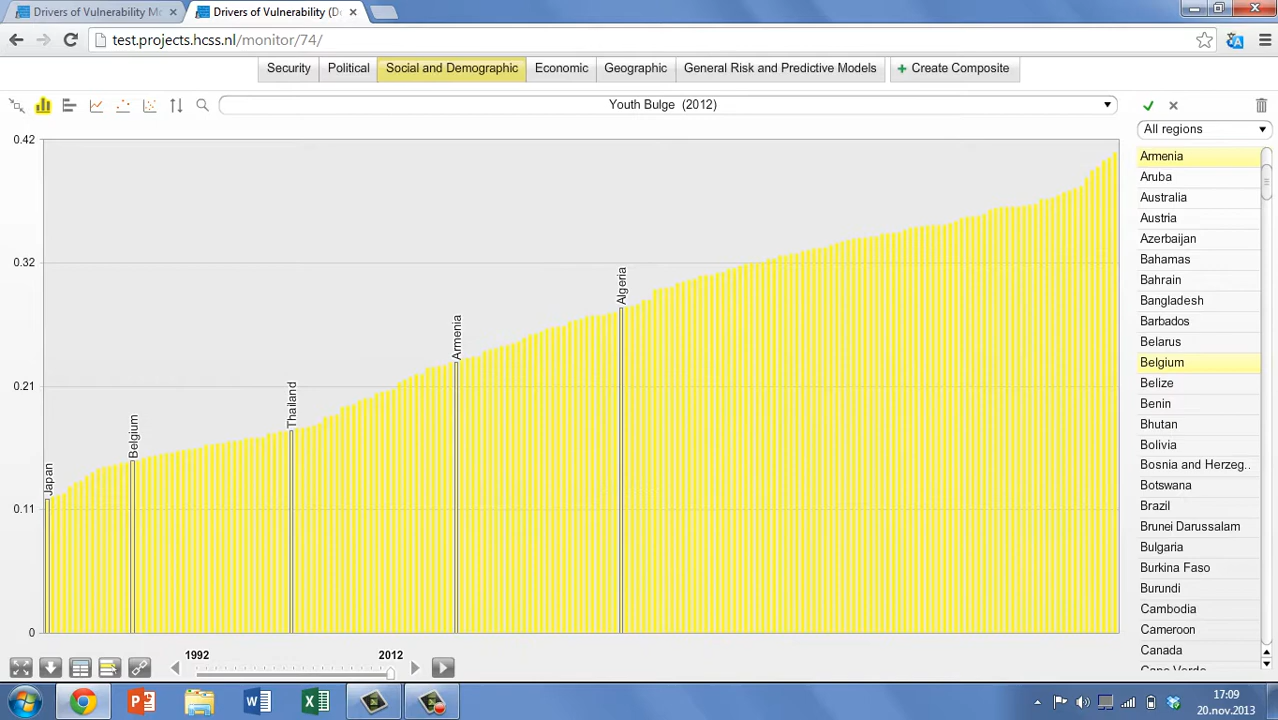 Drivers of Vulnerability Mo
Drivers of Vulnerability (Do
test.projects.hcss.nl/monitor/74/
Security
Political
Social and Demographic
Economic
Geographic
General Risk and Predictive Models
+ Create Composite
Youth Bulge (2012)
All regions
0.42
0.32
0.21
0.11
0
Japan
Belgium
Thailand
Armenia
Algeria
Armenia
Aruba
Australia
Austria
Azerbaijan
Bahamas
Bahrain
Bangladesh
Barbados
Belarus
Belgium
Belize
Benin
Bhutan
Bolivia
Bosnia and Herzeg..
Botswana
Brazil
Brunei Darussalam
Bulgaria
Burkina Faso
Burundi
Cambodia
Cameroon
Canada
Cape Verde
1992
2012
17:09
20.nov.2013